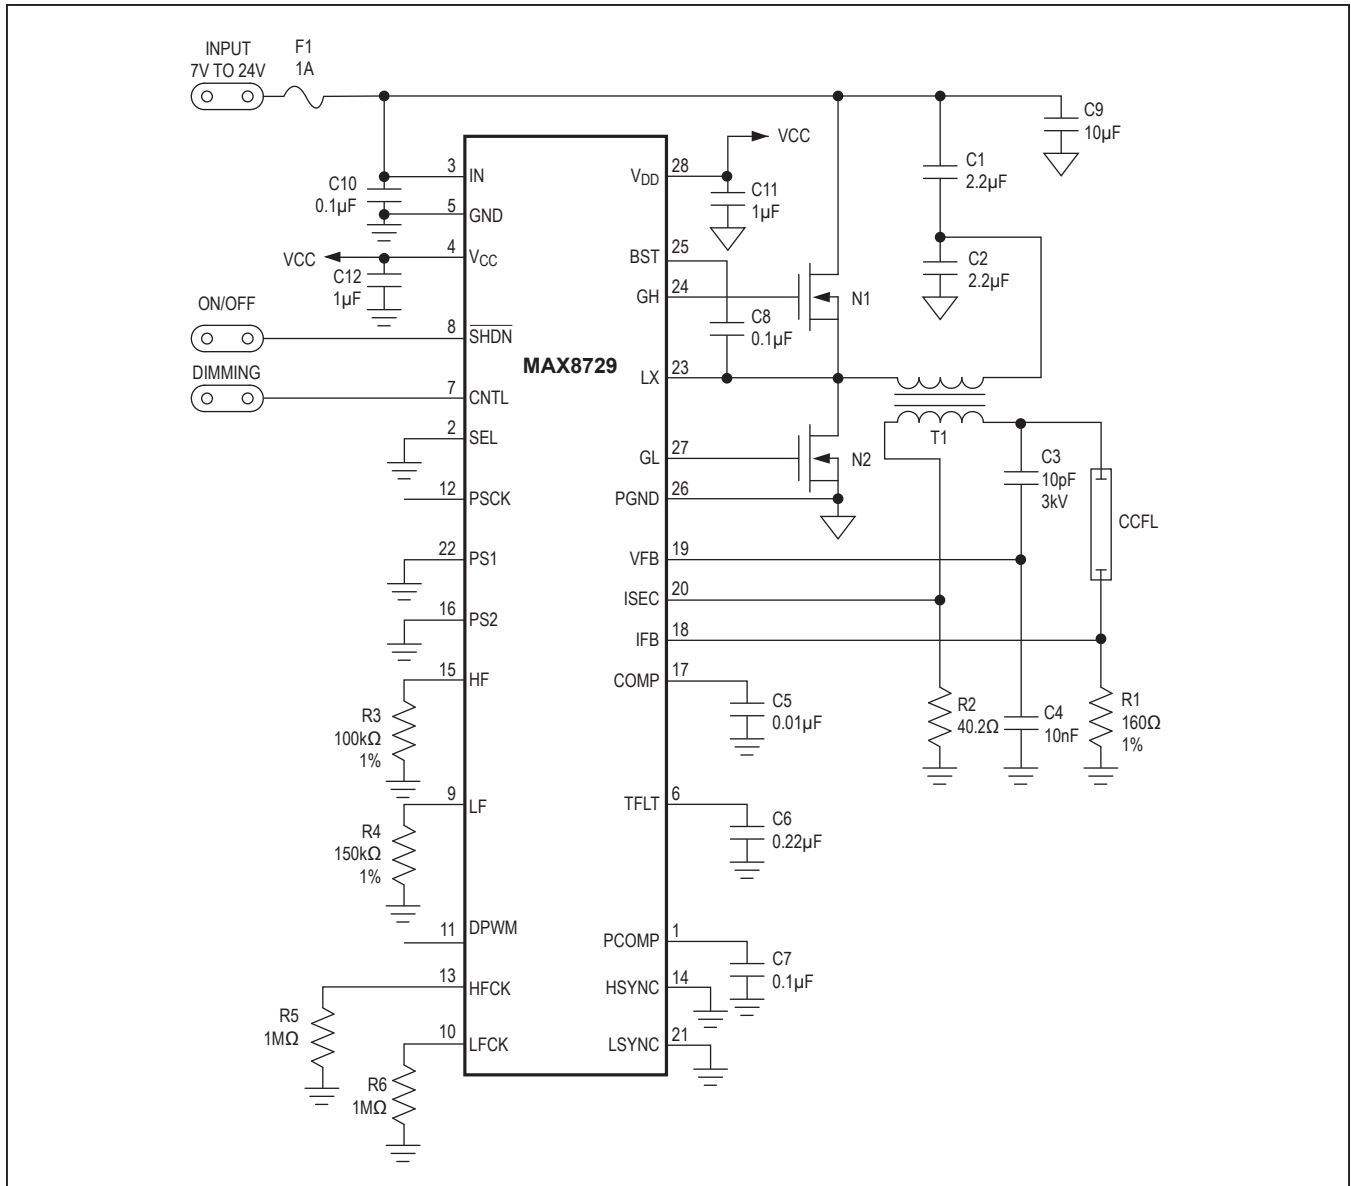 INPUT
7V TO 24V
F1
1A
C9
10µF
VCC
C1
2.2µF
3
IN
28
VDD
C10
0.1µF
C11
1µF
5
GND
4
VCC
VCC
C12
1µF
25
BST
C2
2.2µF
24
GH
N1
ON/OFF
8
SHDN
C8
0.1µF
MAX8729
DIMMING
7
CNTL
23
LX
2
SEL
T1
27
GL
N2
C3
10pF
3kV
12
PSCK
26
PGND
CCFL
22
PS1
19
VFB
20
ISEC
16
PS2
18
IFB
15
HF
17
COMP
R3
100kΩ
1%
C5
0.01µF
R2
40.2Ω
C4
10nF
R1
160Ω
1%
9
LF
6
TFLT
R4
150kΩ
1%
C6
0.22µF
11
DPWM
1
PCOMP
C7
0.1µF
13
HFCK
14
HSYNC
R5
1MΩ
10
LFCK
21
LSYNC
R6
1MΩ